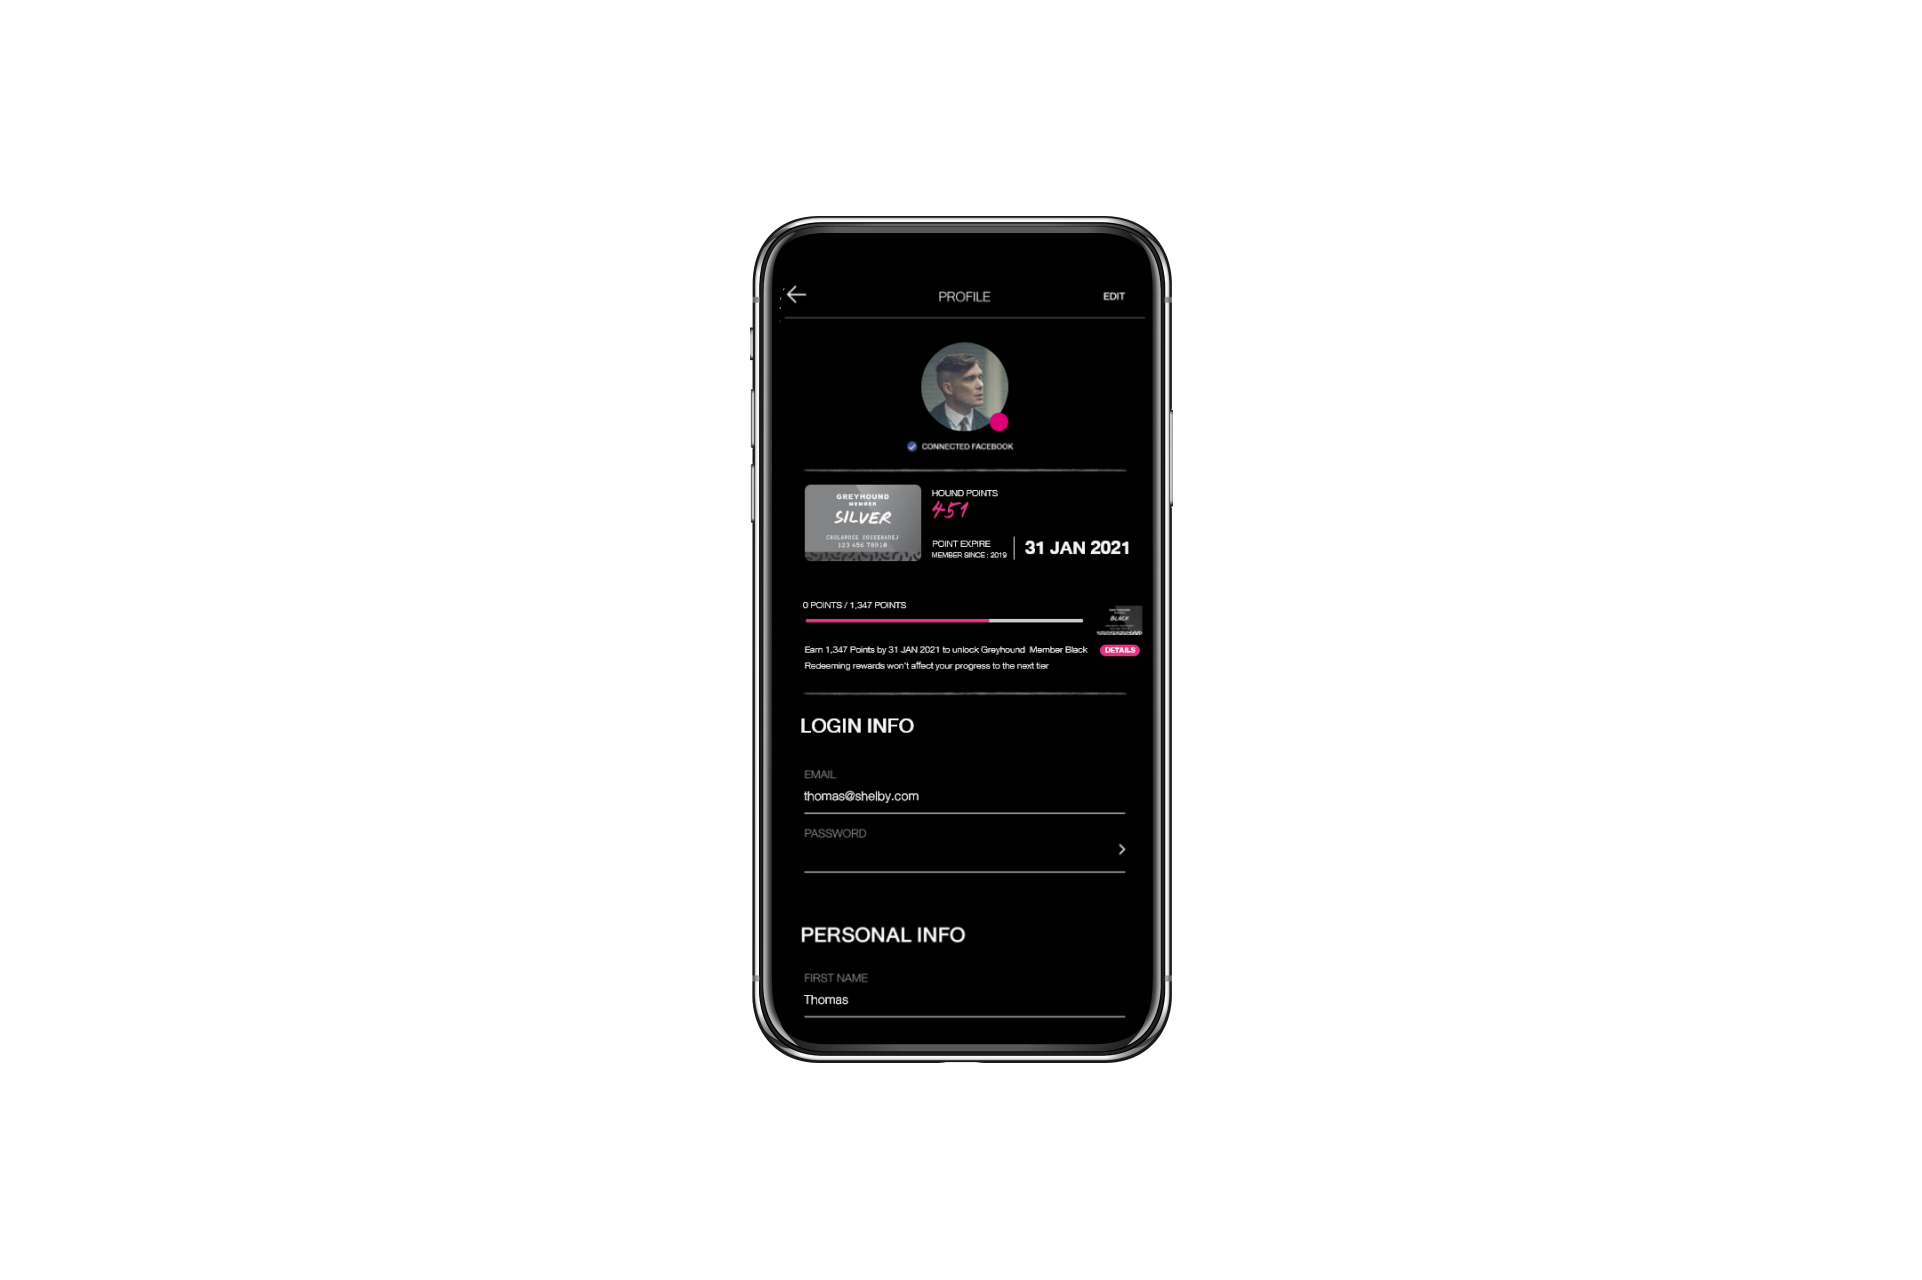 PROFILE
EDIT
CONNECTED FACEBOOK
GREYHOUND
MEMBER
SILVER
123 456 78910
HOUND POINTS
451
POINT EXPIRE
MEMBER SINCE : 2019
31 JAN 2021
0 POINTS / 1,347 POINTS
BLACK
Earn 1,347 Points by 31 JAN 2021 to unlock Greyhound Member Black
DETAILS
Redeeming rewards won't affect your progress to the next tier
LOGIN INFO
EMAIL
thomas@shelby.com
PASSWORD
PERSONAL INFO
FIRST NAME
Thomas